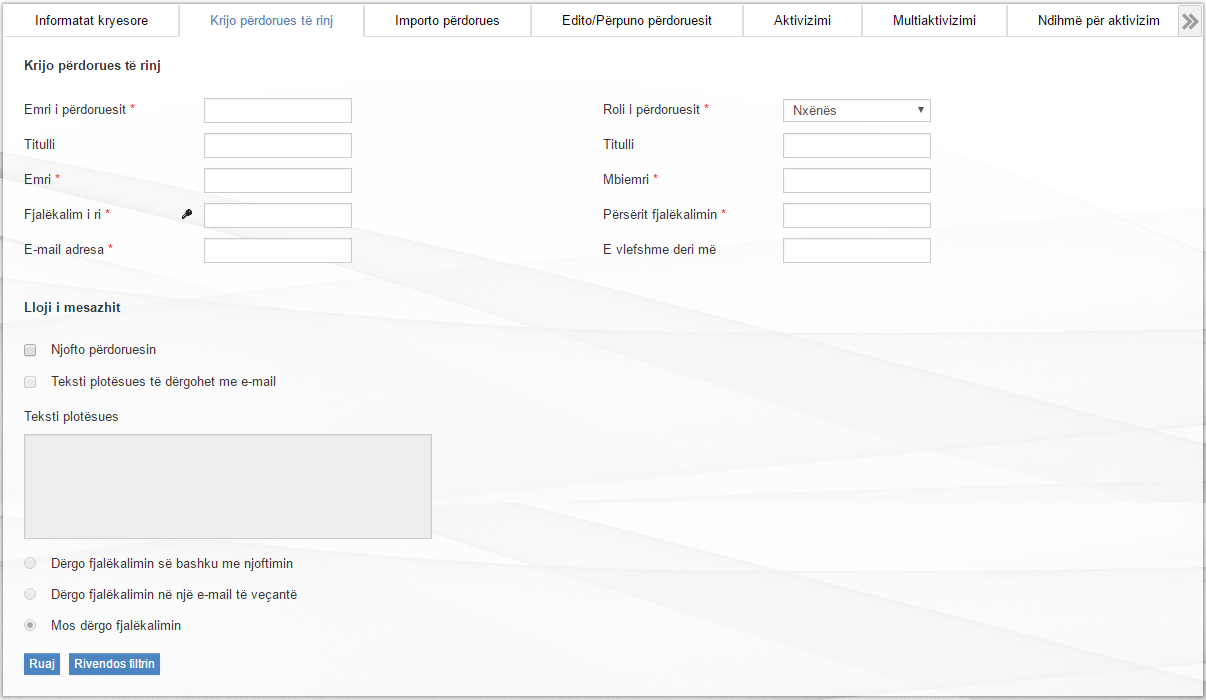 Informatat kryesore Krijo përdorues të rinj Importo përdorues Edito/Përpuno përdoruesit Aktivizimi Multiaktivizimi Ndihmë për aktivizim
Krijo përdorues të rinj
Emri i përdoruesit * Roli i përdoruesit * Nxënës
Titulli Titulli
Emri * Mbiemri *
Fjalëkalim i ri * Përsërit fjalëkalimin *
E-mail adresa * E vlefshme deri më
Lloji i mesazhit
Njofto përdoruesin
Teksti plotësues të dërgohet me e-mail
Teksti plotësues
Dërgo fjalëkalimin së bashku me njoftimin
Dërgo fjalëkalimin në një e-mail të veçantë
Mos dërgo fjalëkalimin
Ruaj Rivendos filtrin